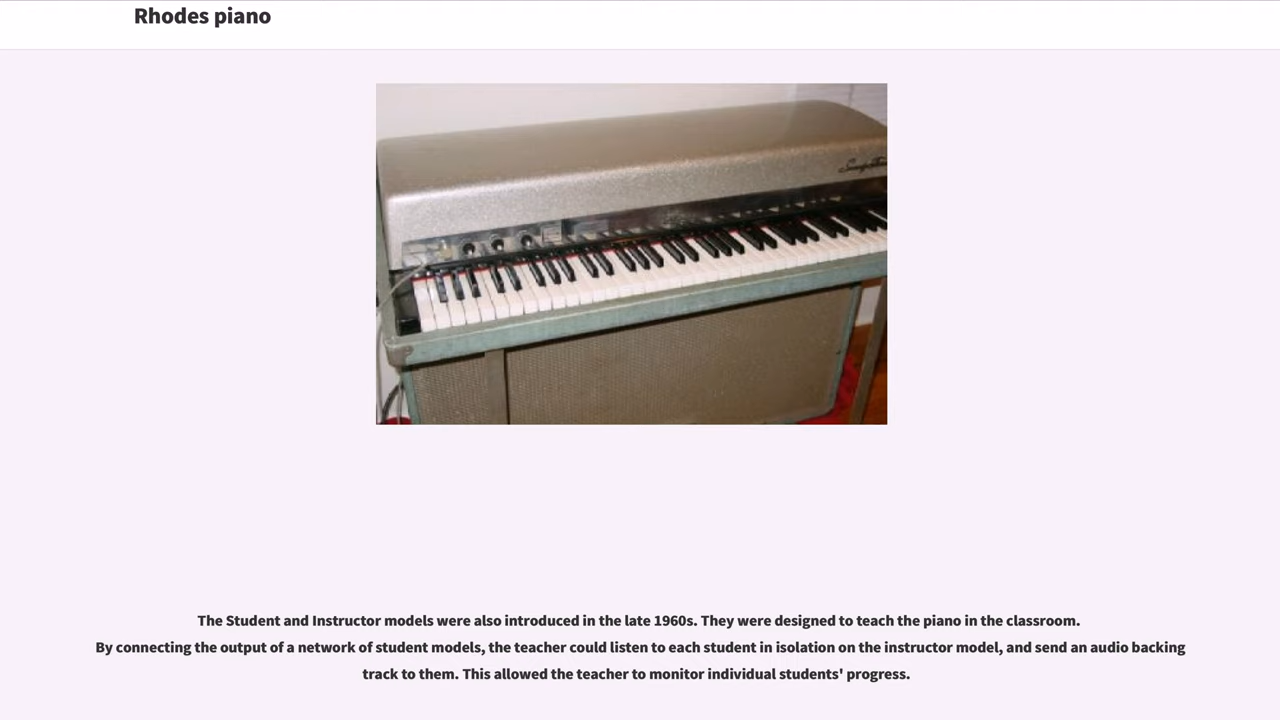 Rhodes piano
The Student and Instructor models were also introduced in the late 1960s. They were designed to teach the piano in the classroom.
By connecting the output of a network of student models, the teacher could listen to each student in isolation on the instructor model, and send an audio backing
track to them. This allowed the teacher to monitor individual students' progress.